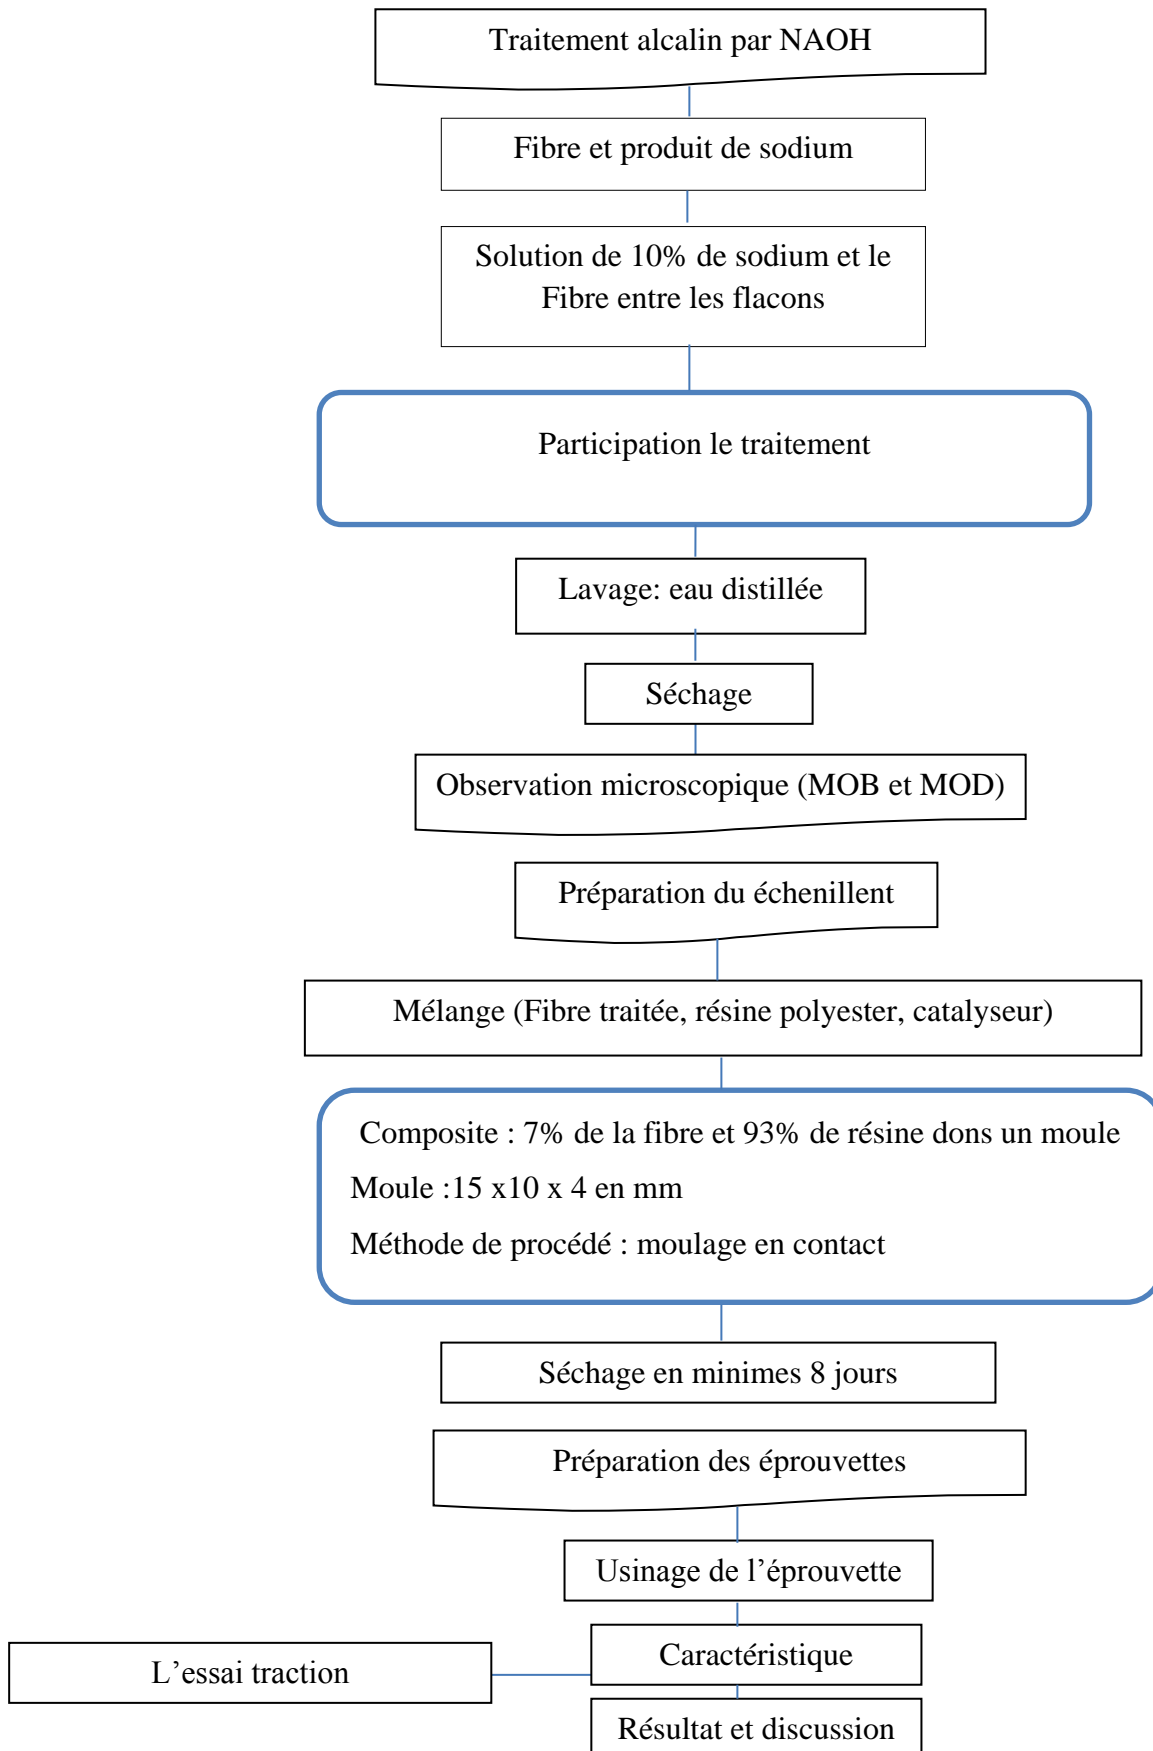 Traitement alcalin par NAOH
Fibre et produit de sodium
Solution de 10% de sodium et le
Fibre entre les flacons
Participation le traitement
Lavage: eau distillée
Séchage
Observation microscopique (MOB et MOD)
Préparation du échenillent
Mélange (Fibre traitée, résine polyester, catalyseur)
Composite : 7% de la fibre et 93% de résine dons un moule
Moule :15 x10 x 4 en mm
Méthode de procédé : moulage en contact
Séchage en minimes 8 jours
Préparation des éprouvettes
Usinage de l’éprouvette
Caractéristique
L’essai traction
Résultat et discussion